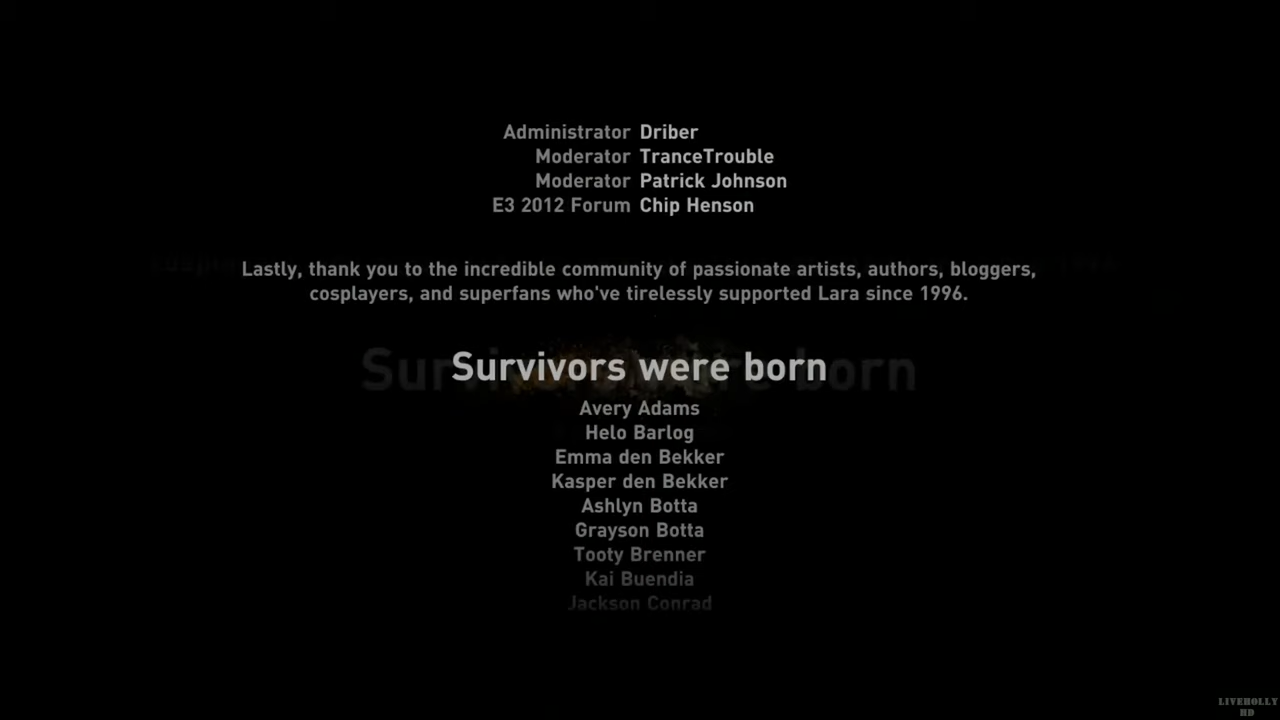 Administrator Driber
Moderator TranceTrouble
Moderator Patrick Johnson
E3 2012 Forum Chip Henson
Lastly, thank you to the incredible community of passionate artists, authors, bloggers,
cosplayers, and superfans who've tirelessly supported Lara since 1996.
Survivors were born
Avery Adams
Helo Barlog
Emma den Bekker
Kasper den Bekker
Ashlyn Botta
Grayson Botta
Tooty Brenner
Kai Buendia
Jackson Conrad
LIVEHOLLY
HD